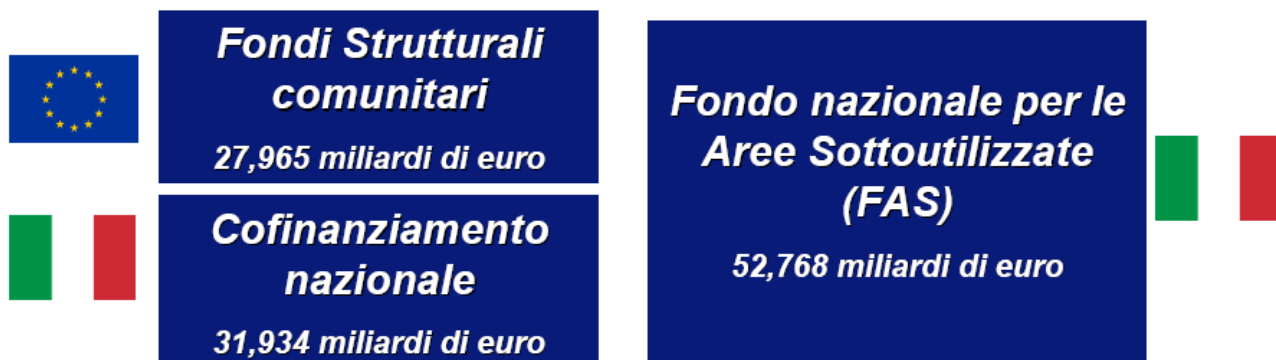 Fondi Strutturali
comunitari
27,965 miliardi di euro
Cofinanziamento
nazionale
31,934 miliardi di euro
Fondo nazionale per le
Aree Sottoutilizzate
(FAS)
52,768 miliardi di euro